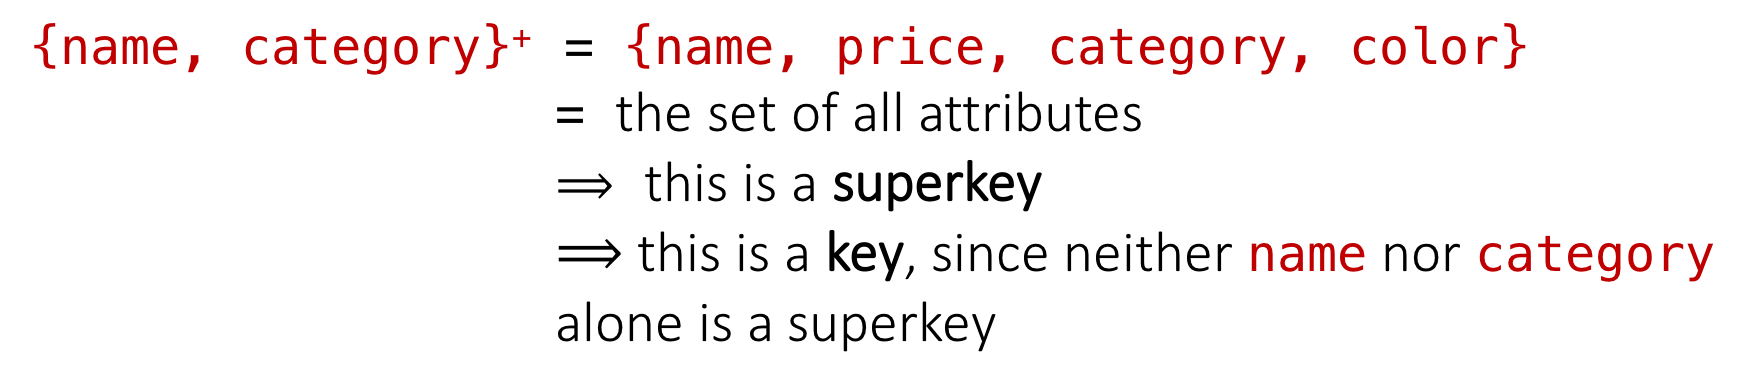 {name, category}⁺ = {name, price, category, color}
= the set of all attributes
⟹ this is a superkey
⟹ this is a key, since neither name nor category
alone is a superkey